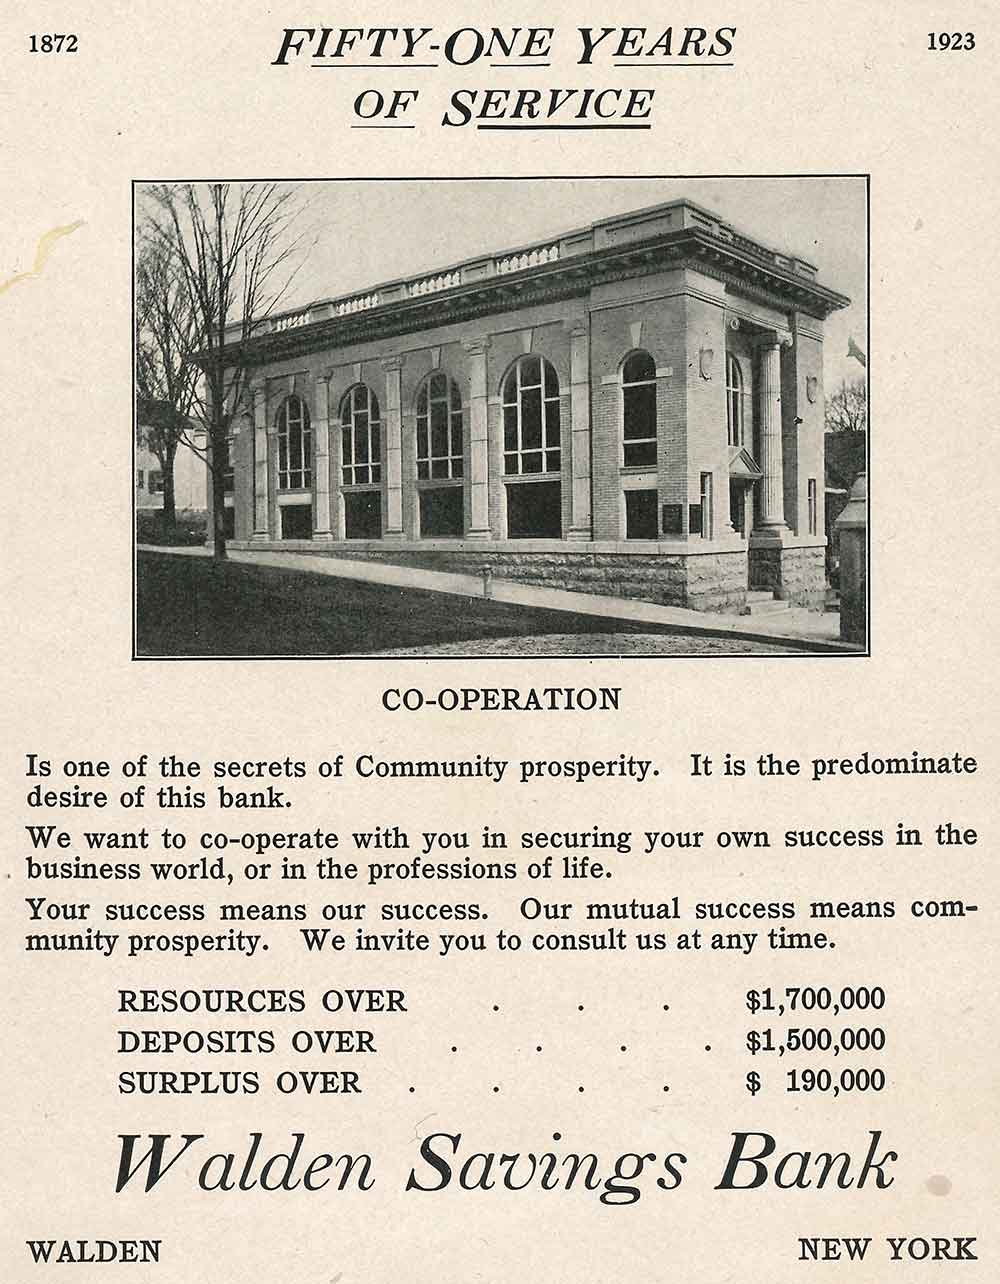 1872 FIFTY-ONE YEARS 1923
OF SERVICE
CO-OPERATION
Is one of the secrets of Community prosperity. It is the predominate
desire of this bank.
We want to co-operate with you in securing your own success in the
business world, or in the professions of life.
Your success means our success. Our mutual success means com-
munity prosperity. We invite you to consult us at any time.
RESOURCES OVER . . . $1,700,000
DEPOSITS OVER . . . . $1,500,000
SURPLUS OVER . . . . $ 190,000
Walden Savings Bank
WALDEN NEW YORK